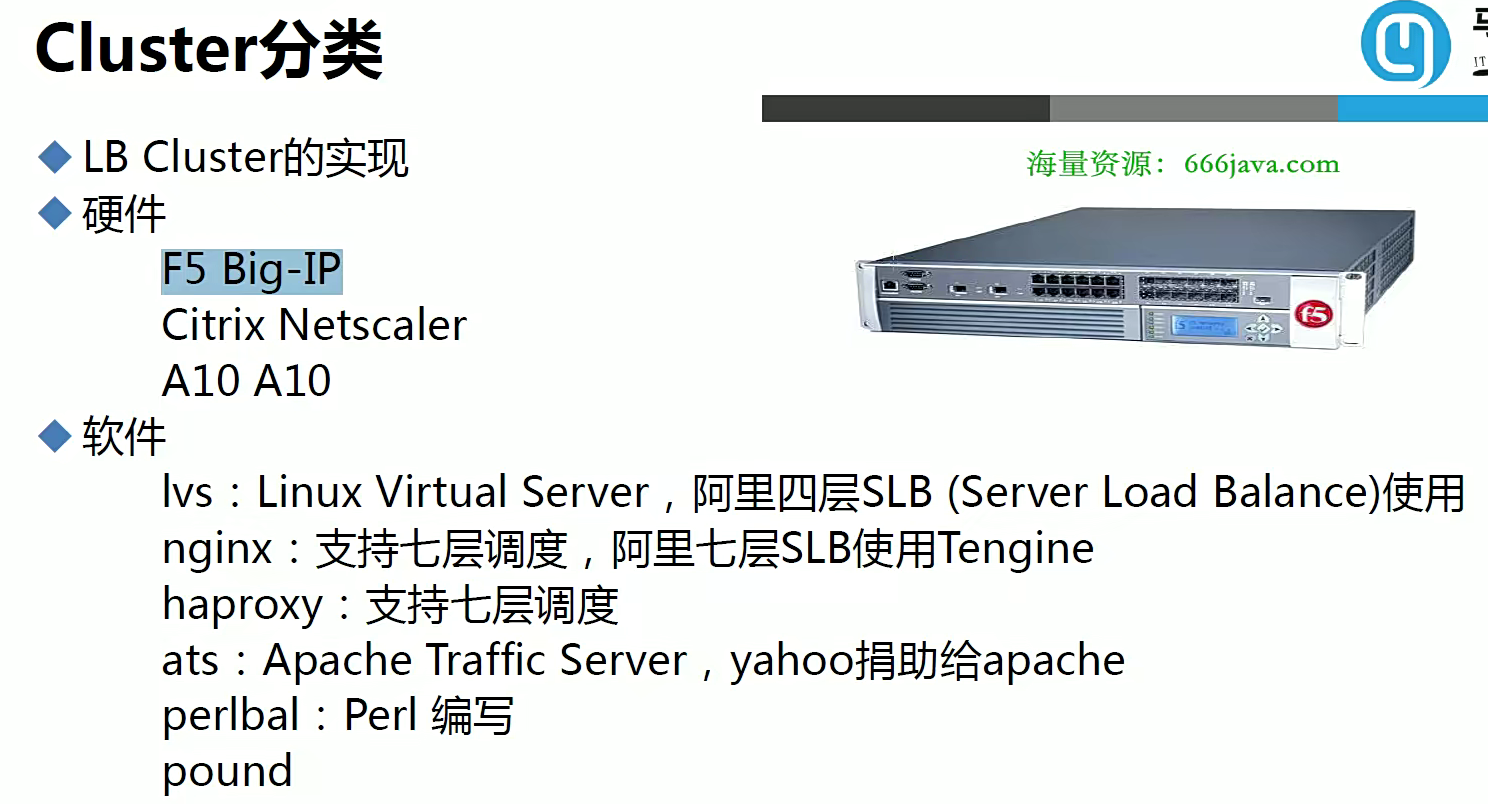 Cluster分类
IT
海量资源：666java.com
LB Cluster的实现
硬件
F5 Big-IP
Citrix Netscaler
A10 A10
f5
软件
lvs：Linux Virtual Server，阿里四层SLB (Server Load Balance)使用
nginx：支持七层调度，阿里七层SLB使用Tengine
haproxy：支持七层调度
ats：Apache Traffic Server，yahoo捐助给apache
perlbal：Perl 编写
pound